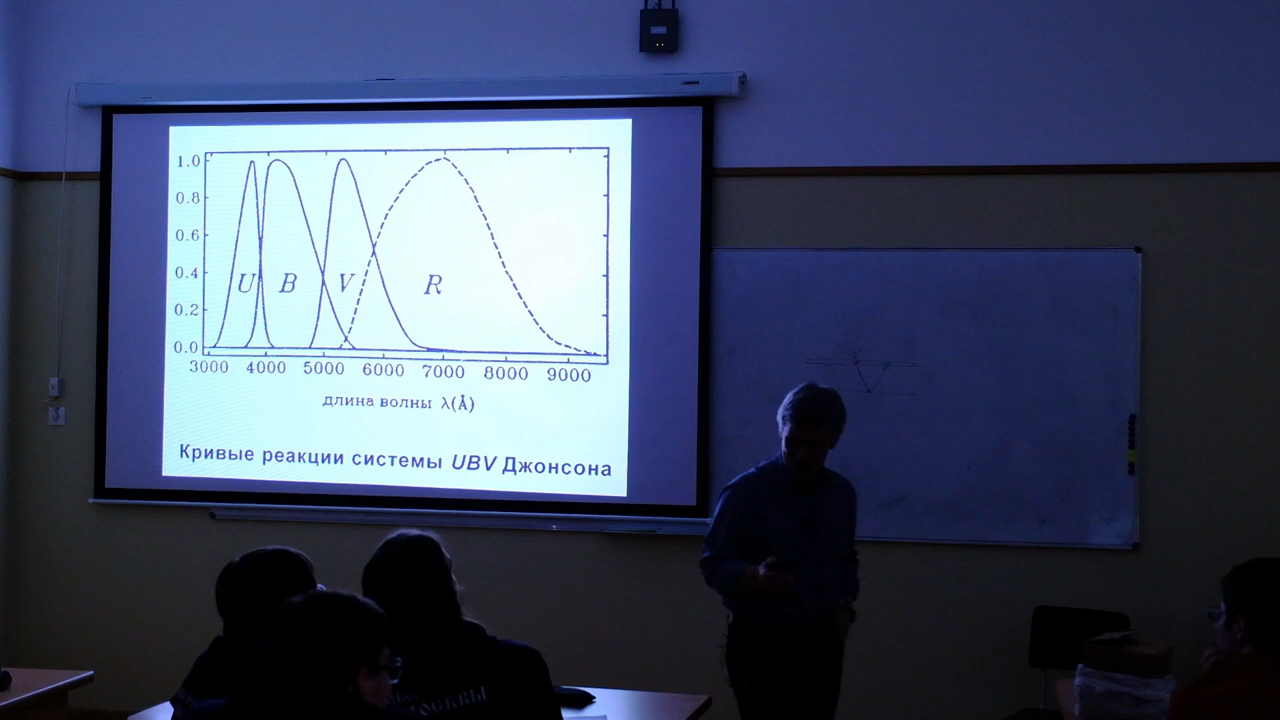 1.0
0.8
0.6
0.4
0.2
0.0
U B V R
3000 4000 5000 6000 7000 8000 9000
длина волны λ(Å)
Кривые реакции системы UBV Джонсона